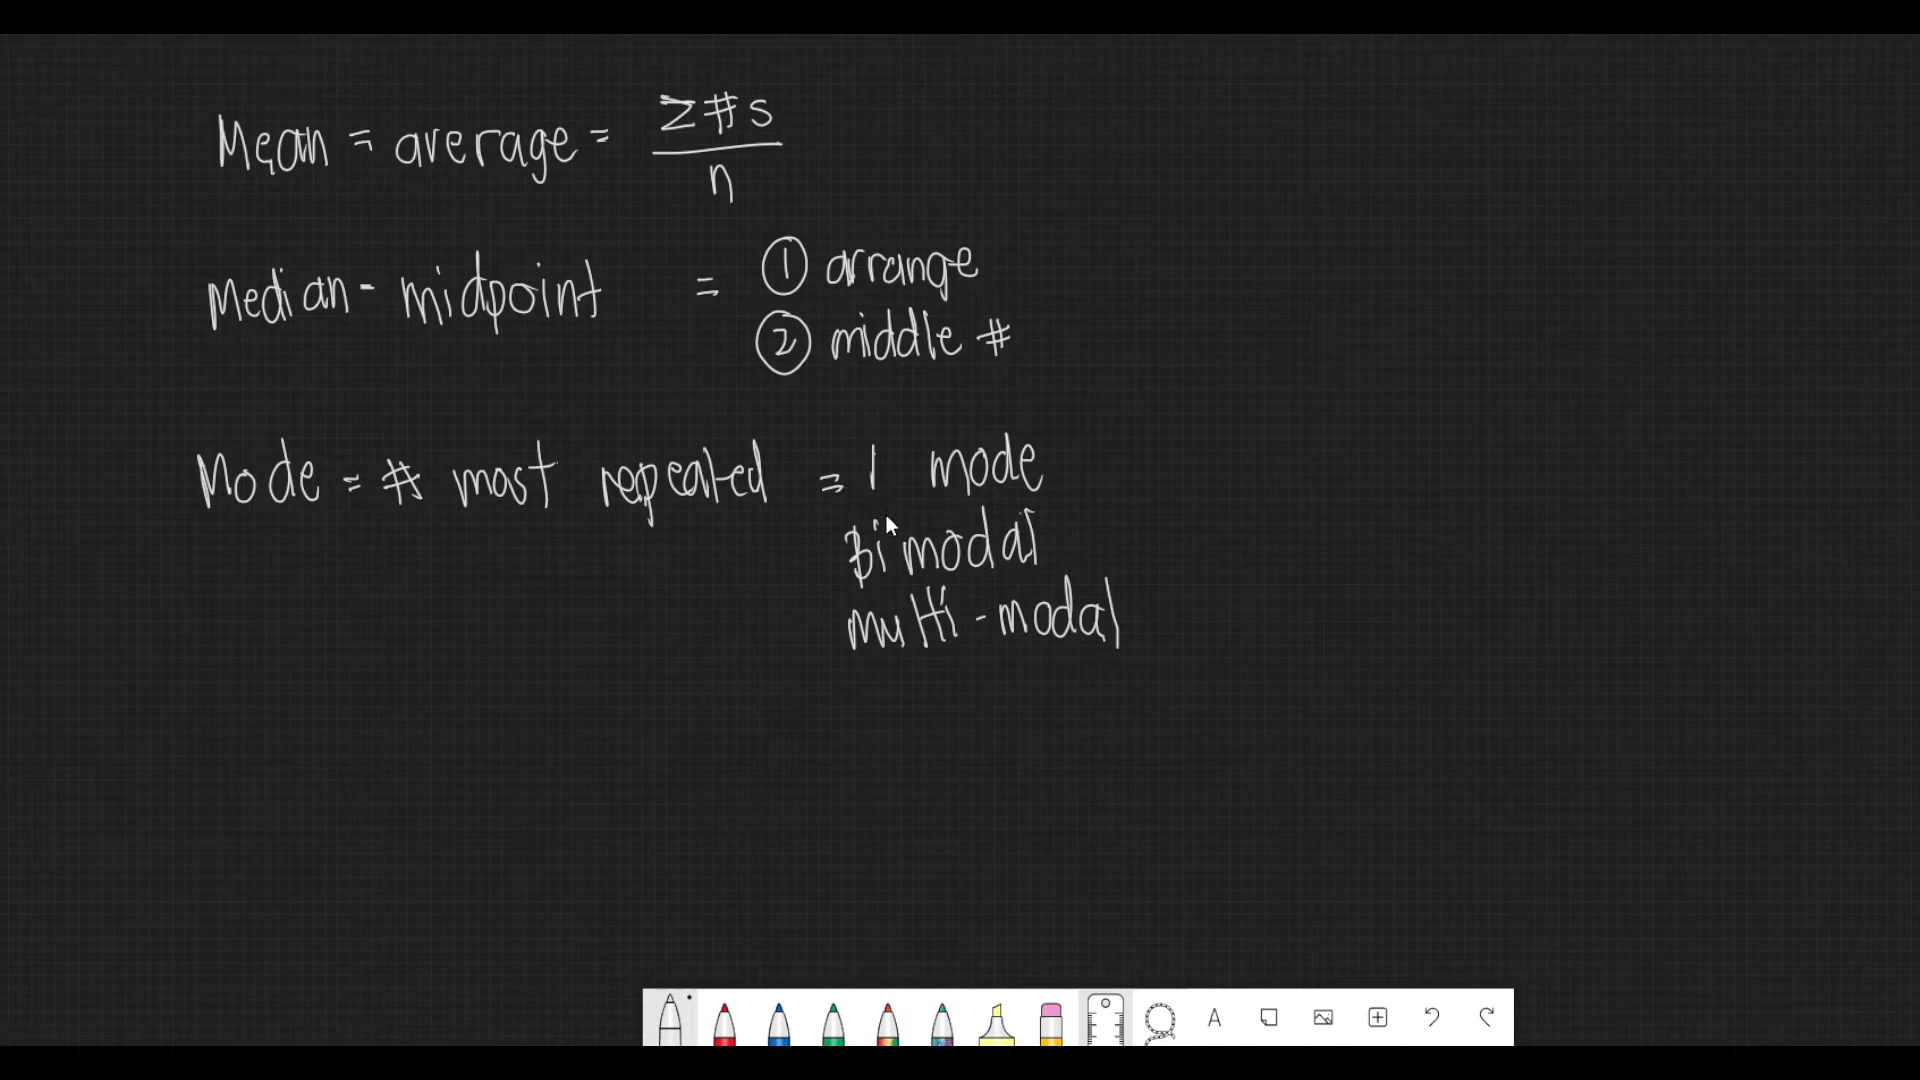 Mean = average = Σ#s / n
Median - midpoint = ① arrange
② middle #
Mode = # most repeated = 1 mode
Bimodal
multi-modal
A